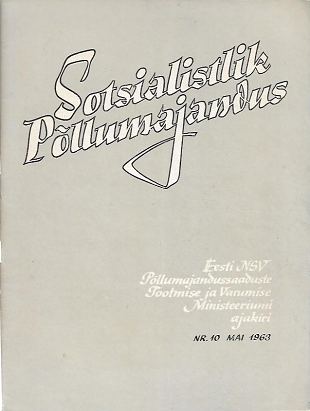 Sotsialistlik
Põllumajandus
Eesti NSV
Põllumajandussaaduste
Tootmise ja Varumise
Ministeeriumi
ajakiri
NR. 10 MAI 1963